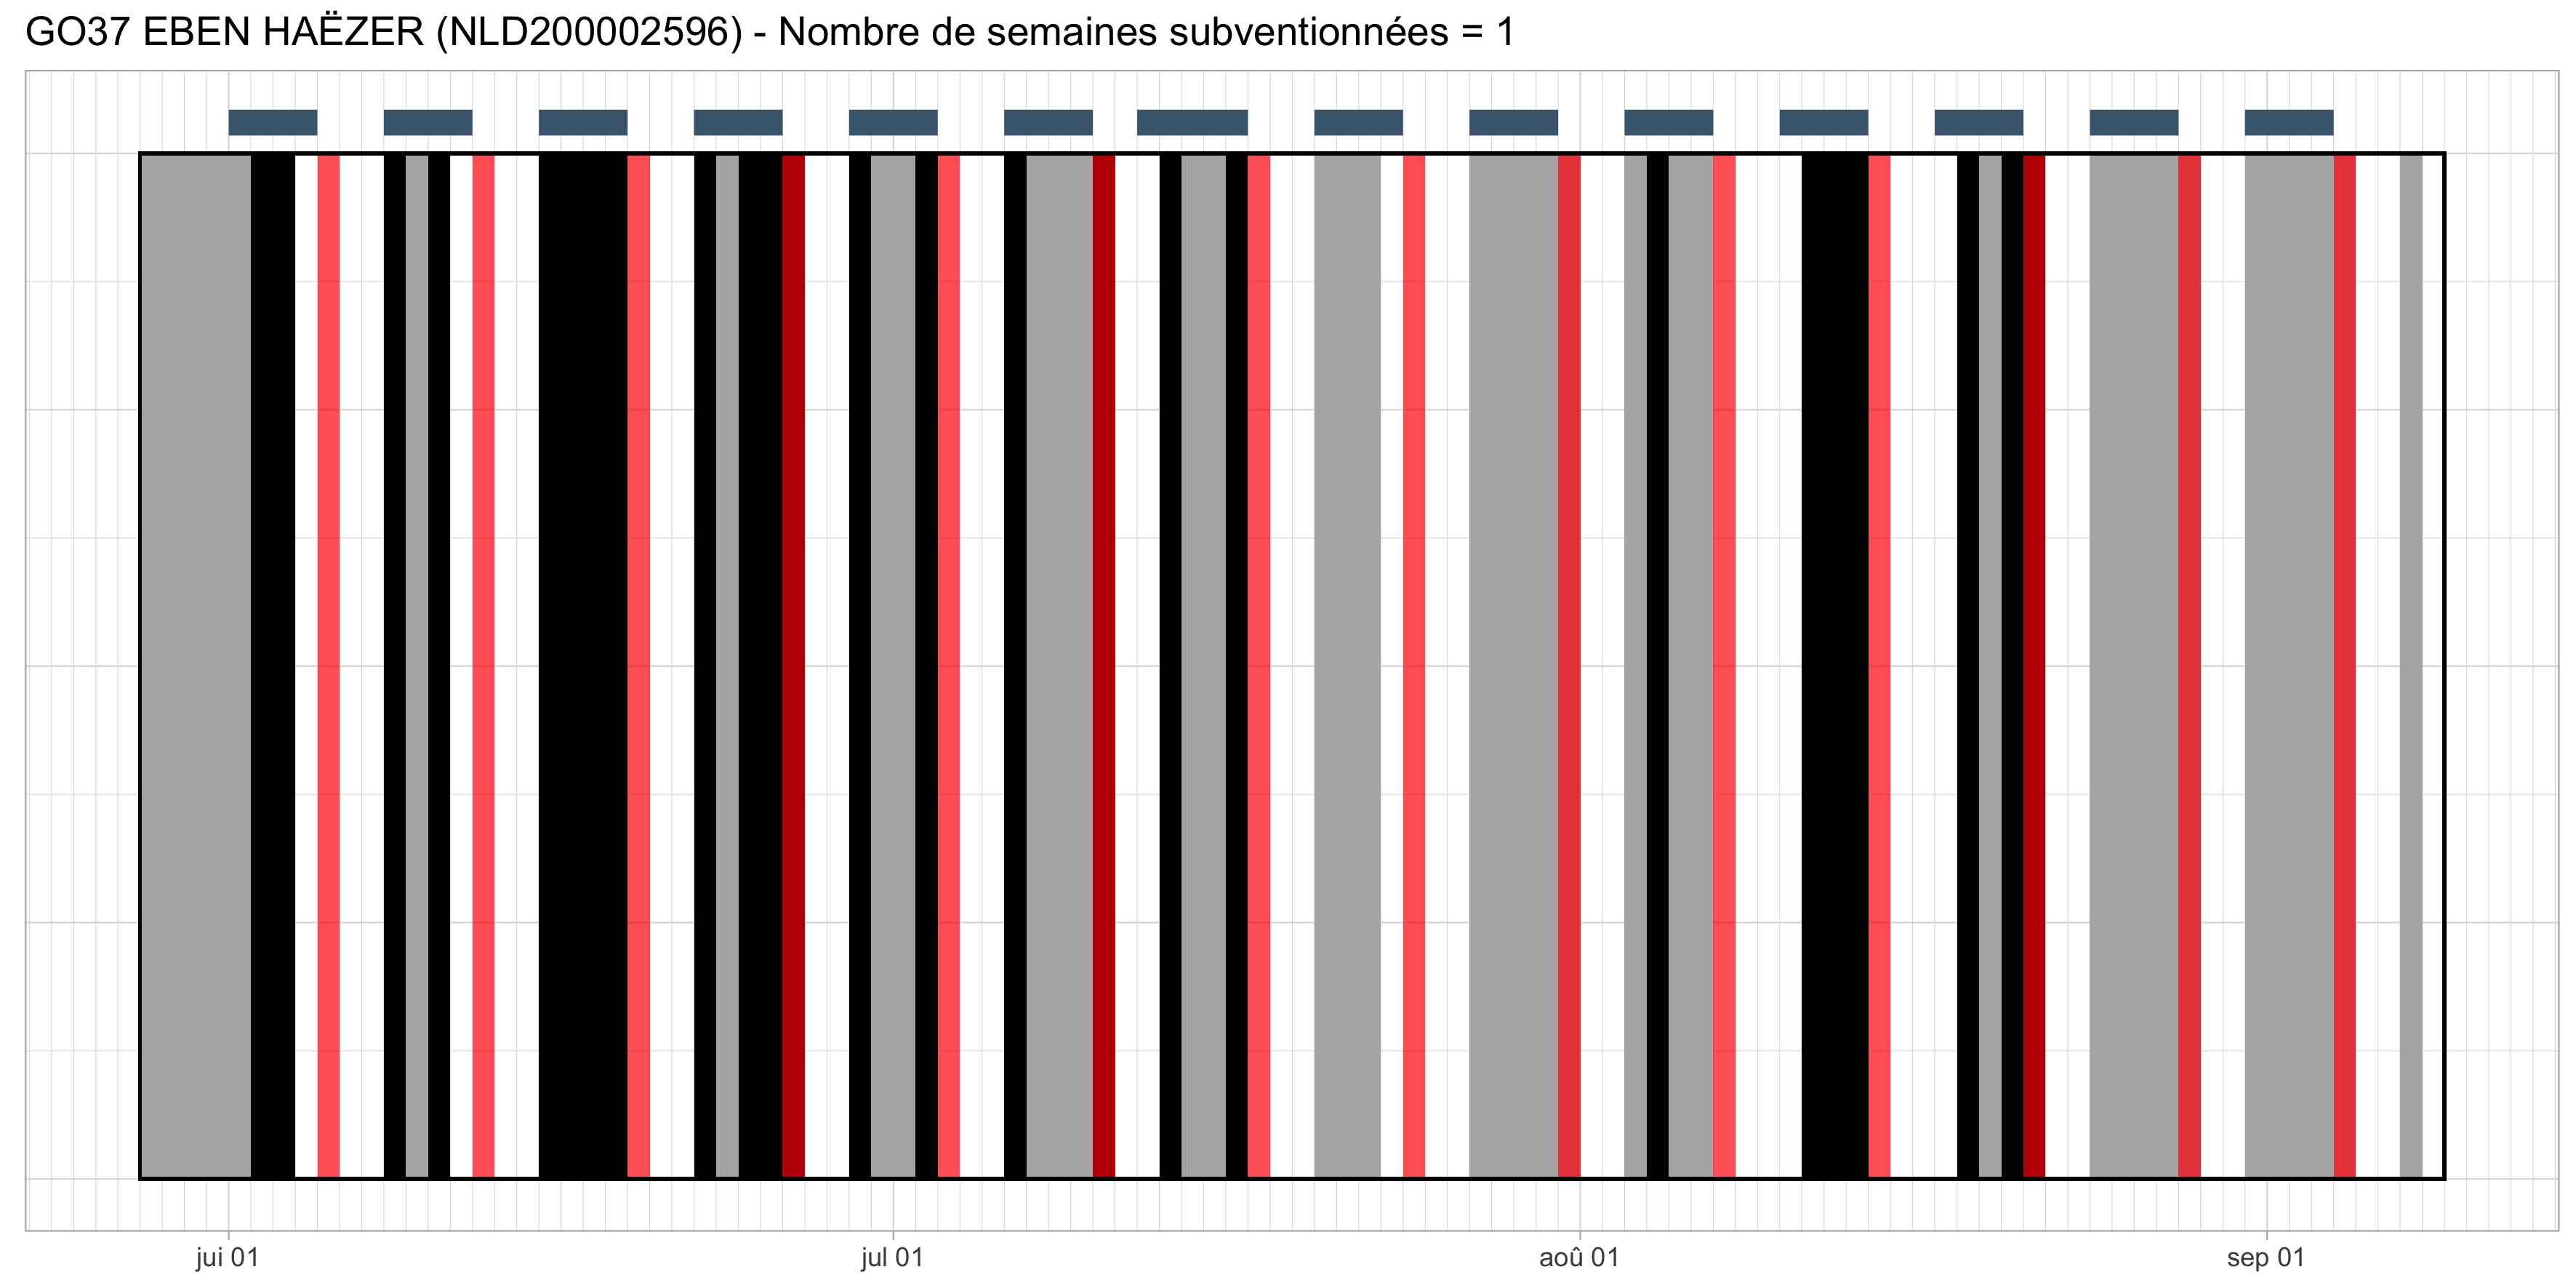 GO37 EBEN HAËZER (NLD200002596) - Nombre de semaines subventionnées = 1
jui 01
jul 01
aoû 01
sep 01